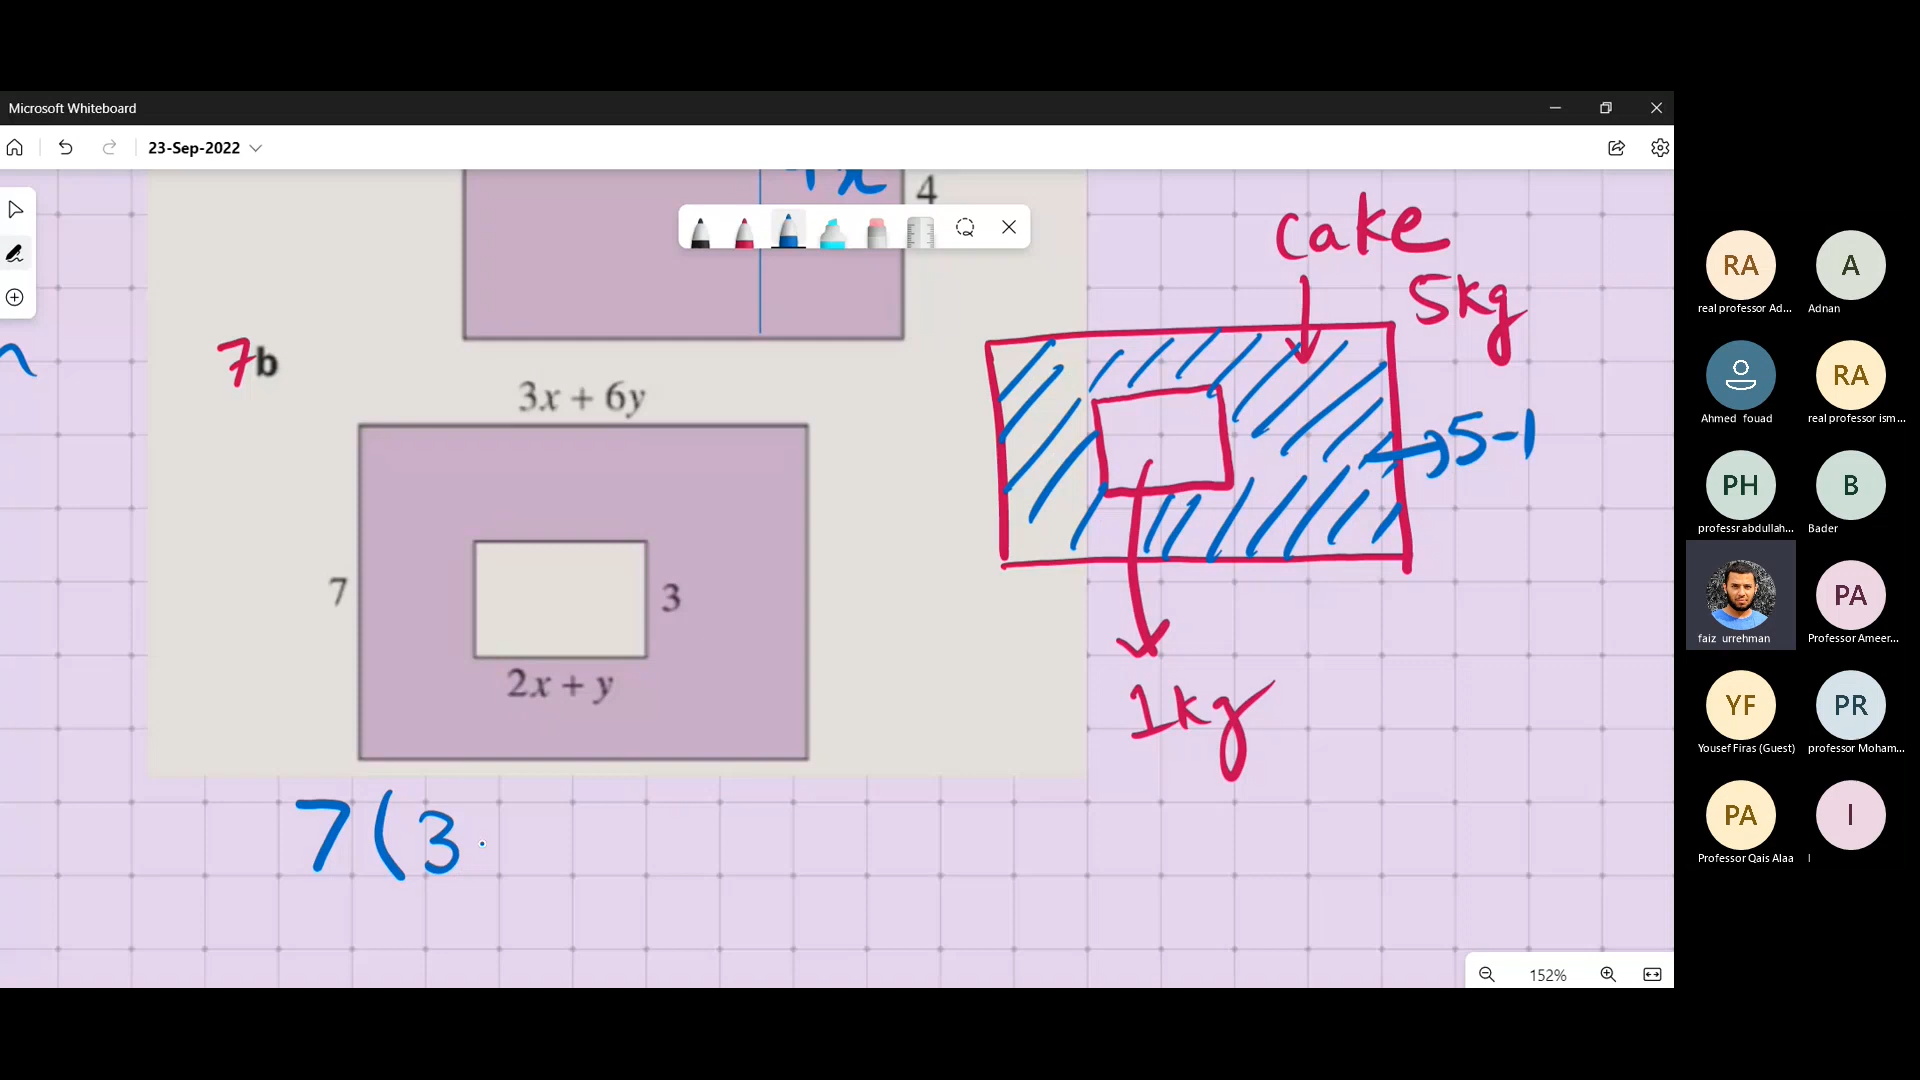 Microsoft Whiteboard
23-Sep-2022
4x
4
cake
5kg
7b
3x + 6y
5-1
7
3
2x + y
1kg
7(3
152%
RA
real professor Ad...
A
Adnan
Ahmed fouad
RA
real professor ism...
PH
professr abdullah...
B
Bader
faiz urrehman
PA
Professor Ameer...
YF
Yousef Firas (Guest)
PR
professor Moham...
PA
Professor Qais Alaa
I
I